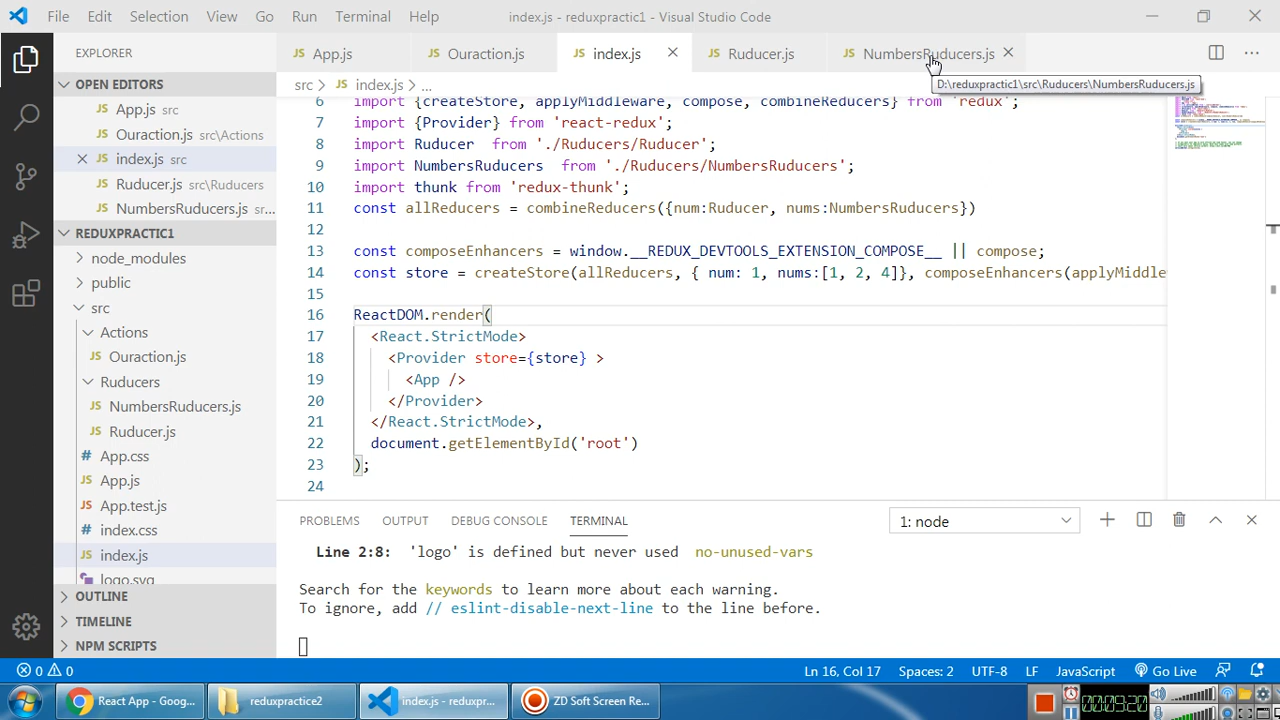 File Edit Selection View Go Run Terminal Help index.js - reduxpractic1 - Visual Studio Code
EXPLORER
OPEN EDITORS
App.js src
Ouraction.js src\Actions
index.js src
Ruducer.js src\Ruducers
NumbersRuducers.js sr...
REDUXPRACTIC1
node_modules
public
src
Actions
Ouraction.js
Ruducers
NumbersRuducers.js
Ruducer.js
App.css
App.js
App.test.js
index.css
index.js
logo.svg
OUTLINE
TIMELINE
NPM SCRIPTS
App.js Ouraction.js index.js Ruducer.js NumbersRuducers.js
src > index.js > ...
D:\reduxpractic1\src\Ruducers\NumbersRuducers.js
6 import {createStore, applyMiddleware, compose, combineReducers} from 'redux';
7 import {Provider} from 'react-redux';
8 import Ruducer from './Ruducers/Ruducer';
9 import NumbersRuducers from './Ruducers/NumbersRuducers';
10 import thunk from 'redux-thunk';
11 const allReducers = combineReducers({num:Ruducer, nums:NumbersRuducers})
12
13 const composeEnhancers = window.__REDUX_DEVTOOLS_EXTENSION_COMPOSE__ || compose;
14 const store = createStore(allReducers, { num: 1, nums:[1, 2, 4]}, composeEnhancers(applyMiddle
15
16 ReactDOM.render(
17 <React.StrictMode>
18 <Provider store={store} >
19 <App />
20 </Provider>
21 </React.StrictMode>,
22 document.getElementById('root')
23 );
24
PROBLEMS OUTPUT DEBUG CONSOLE TERMINAL 1: node
Line 2:8: 'logo' is defined but never used no-unused-vars
Search for the keywords to learn more about each warning.
To ignore, add // eslint-disable-next-line to the line before.
0 0 Ln 16, Col 17 Spaces: 2 UTF-8 LF JavaScript Go Live
React App - Goog... reduxpractice2 index.js - reduxpr... ZD Soft Screen Re... 00:09:20